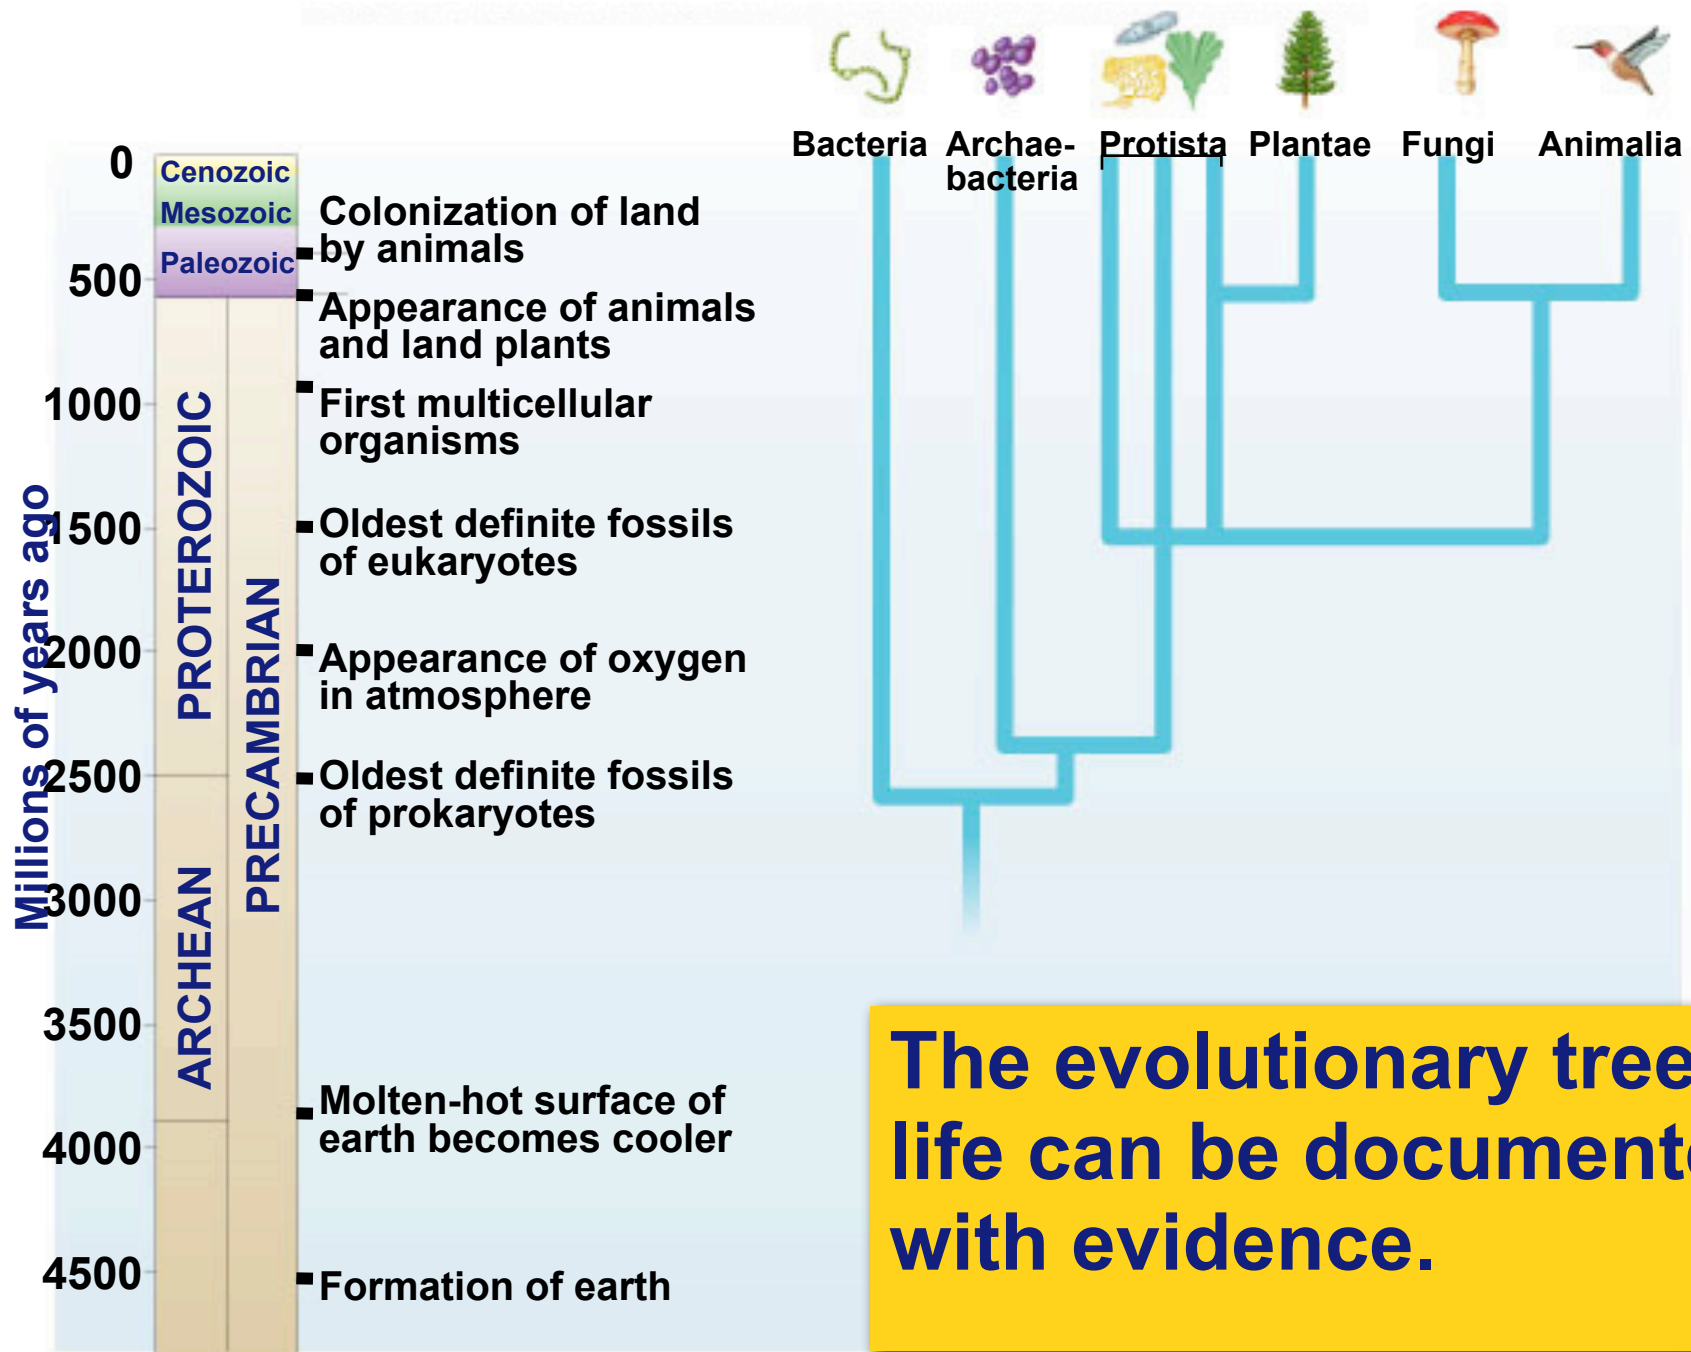 Bacteria
Archae-
bacteria
Protista
Plantae
Fungi
Animalia
Millions of years ago
0
500
1000
1500
2000
2500
3000
3500
4000
4500
Cenozoic
Mesozoic
Paleozoic
PROTEROZOIC
ARCHEAN
PRECAMBRIAN
Colonization of land
by animals
Appearance of animals
and land plants
First multicellular
organisms
Oldest definite fossils
of eukaryotes
Appearance of oxygen
in atmosphere
Oldest definite fossils
of prokaryotes
Molten-hot surface of
earth becomes cooler
Formation of earth
The evolutionary tree
life can be document
with evidence.